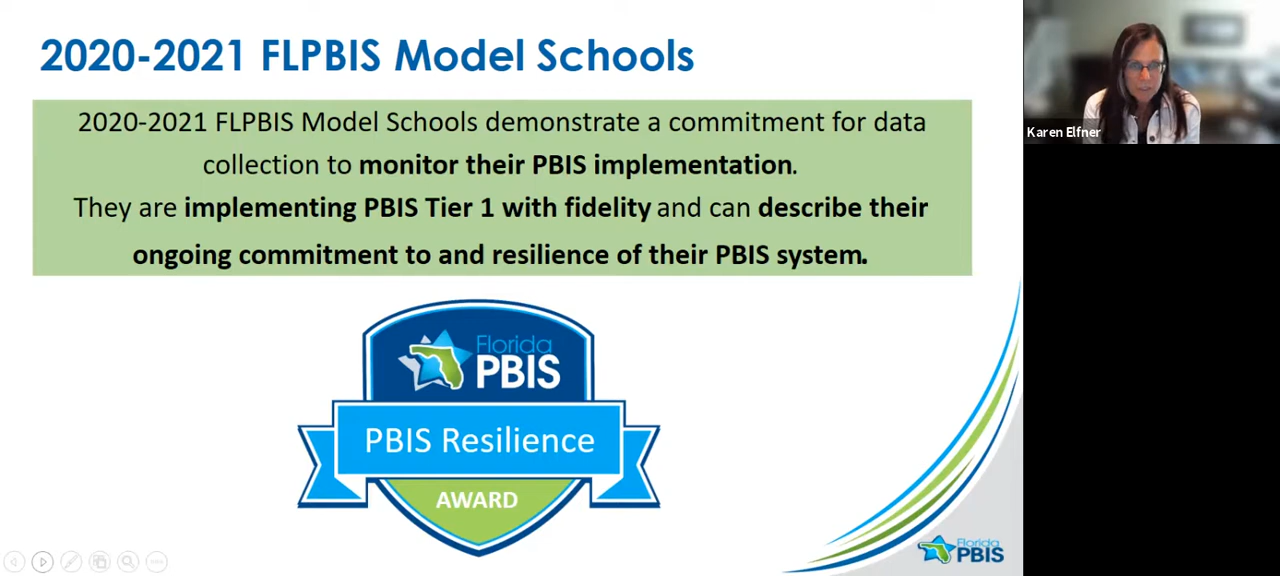 2020-2021 FLPBIS Model Schools
2020-2021 FLPBIS Model Schools demonstrate a commitment for data
collection to monitor their PBIS implementation.
They are implementing PBIS Tier 1 with fidelity and can describe their
ongoing commitment to and resilience of their PBIS system.
Florida
PBIS
PBIS Resilience
AWARD
Florida
PBIS
Karen Elfner